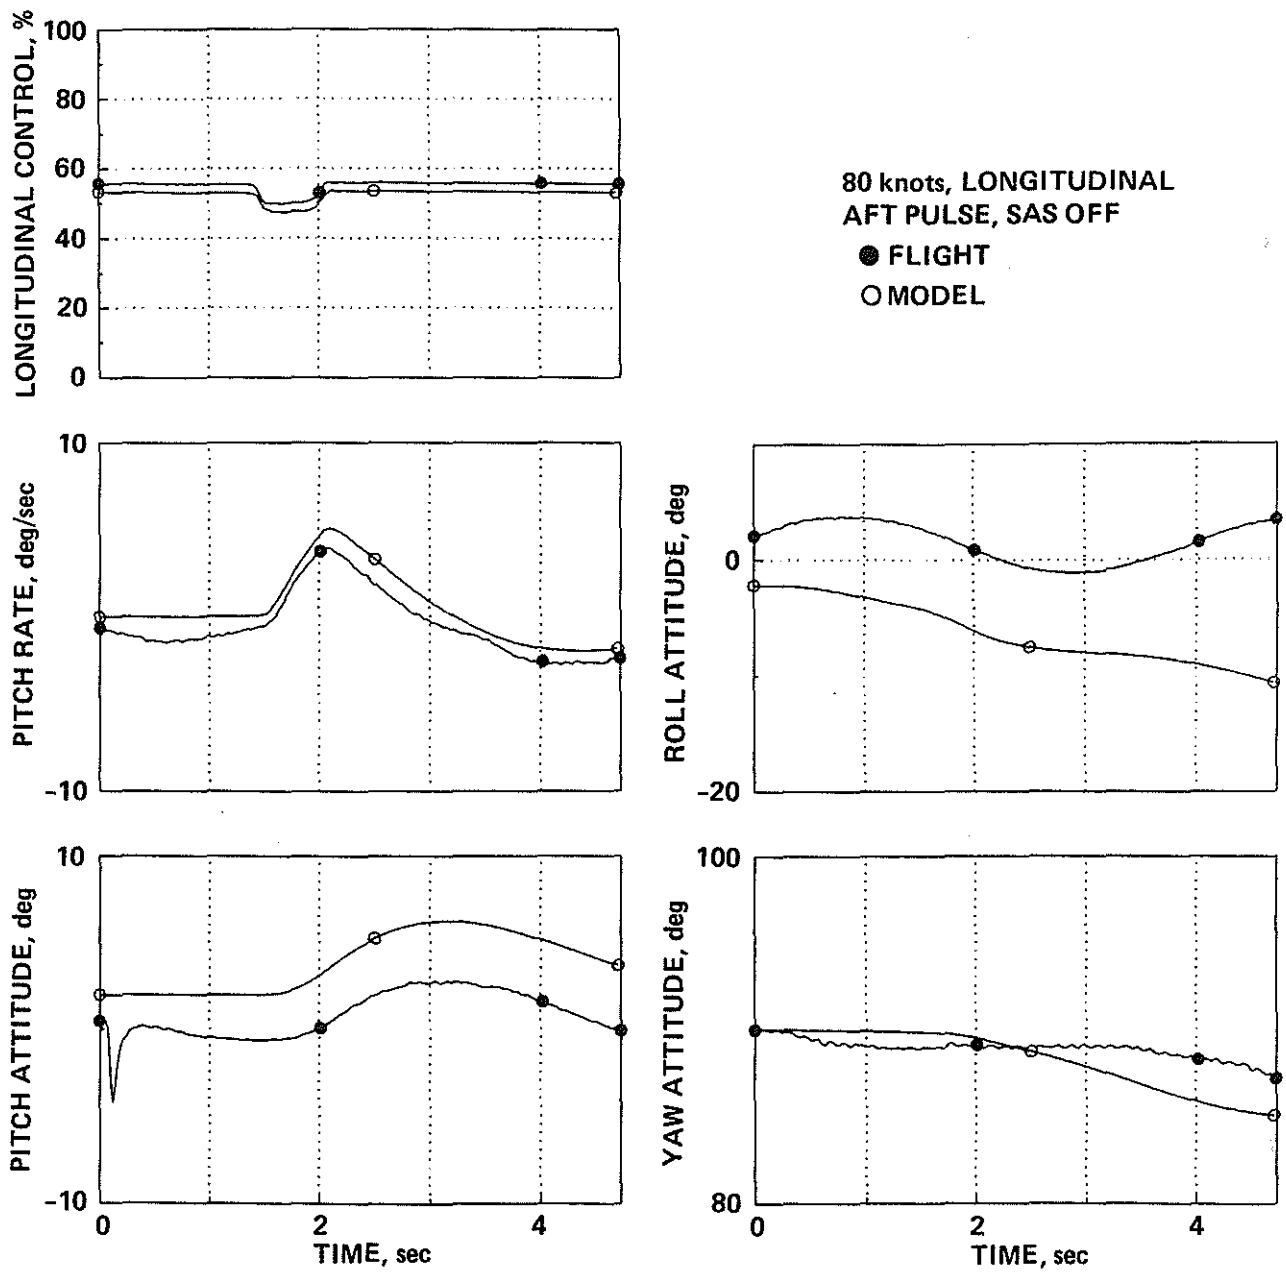 LONGITUDINAL CONTROL, %
100
80
60
40
20
0
80 knots, LONGITUDINAL
AFT PULSE, SAS OFF
FLIGHT
MODEL
PITCH RATE, deg/sec
10
-10
ROLL ATTITUDE, deg
0
-20
PITCH ATTITUDE, deg
10
-10
0
2
4
TIME, sec
YAW ATTITUDE, deg
100
80
0
2
4
TIME, sec